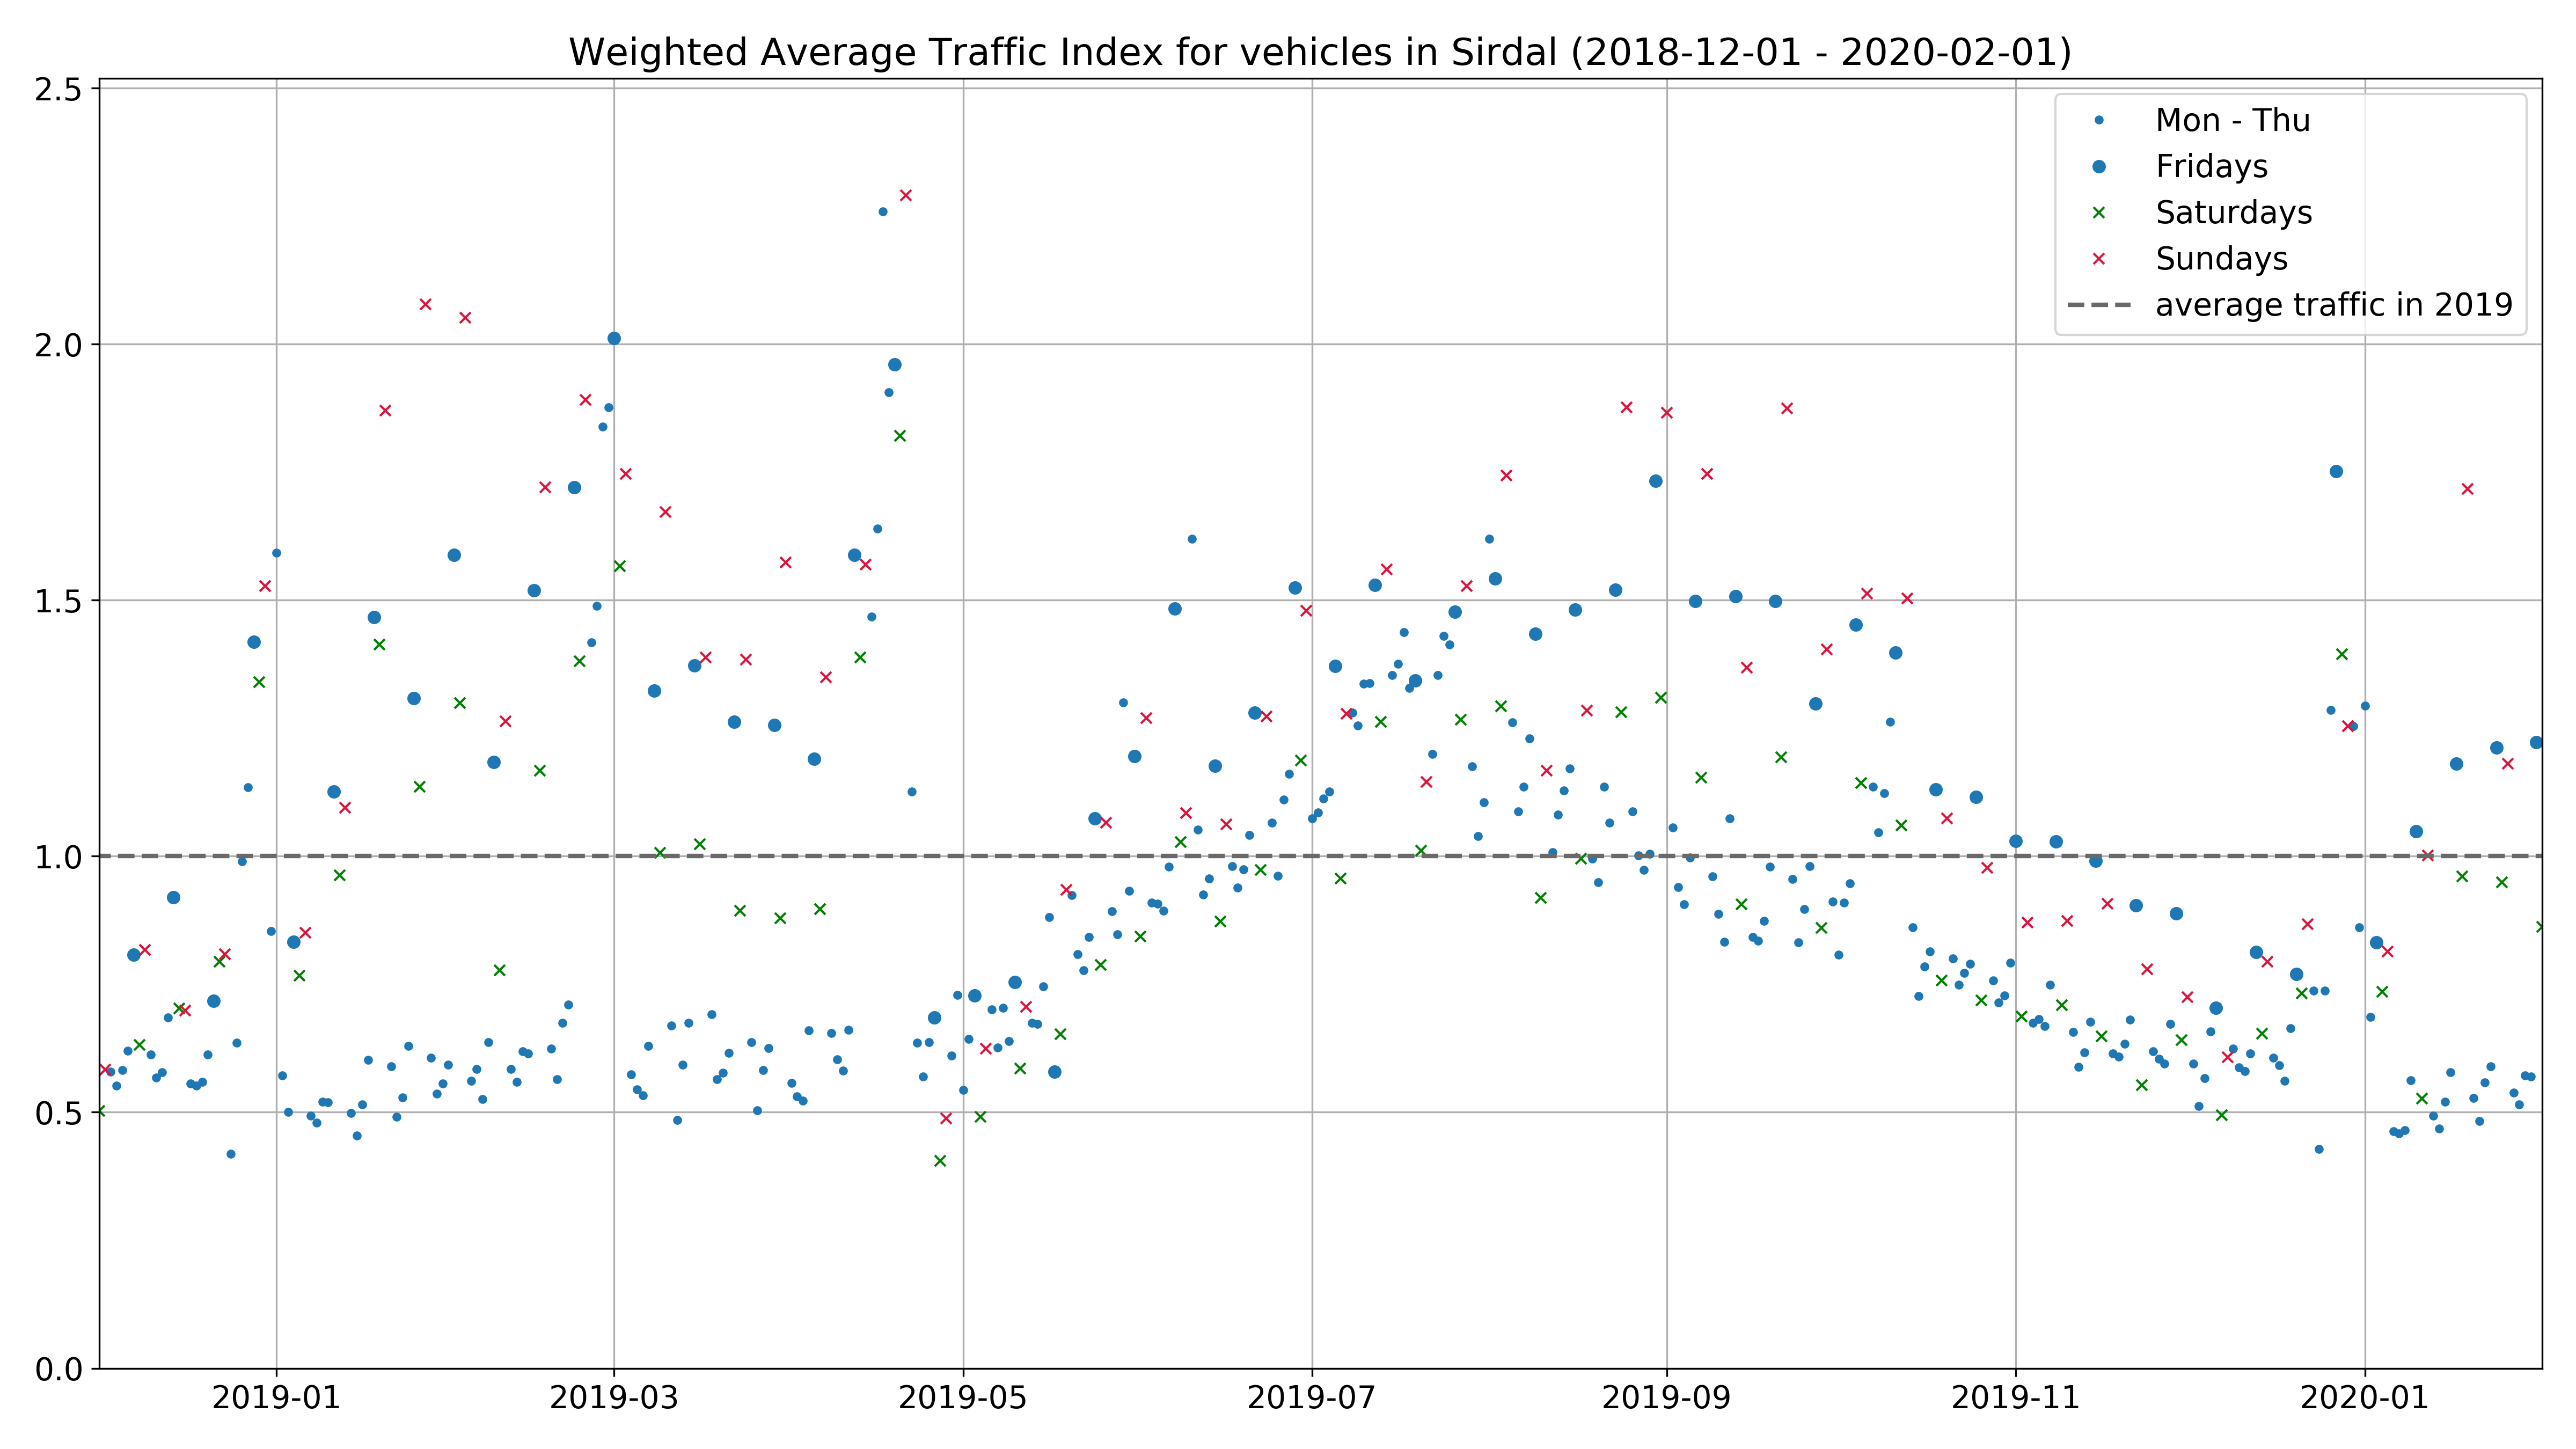 Weighted Average Traffic Index for vehicles in Sirdal (2018-12-01 - 2020-02-01)
2.5
2.0
1.5
1.0
0.5
0.0
Mon - Thu
Fridays
Saturdays
Sundays
average traffic in 2019
2019-01 2019-03 2019-05 2019-07 2019-09 2019-11 2020-01